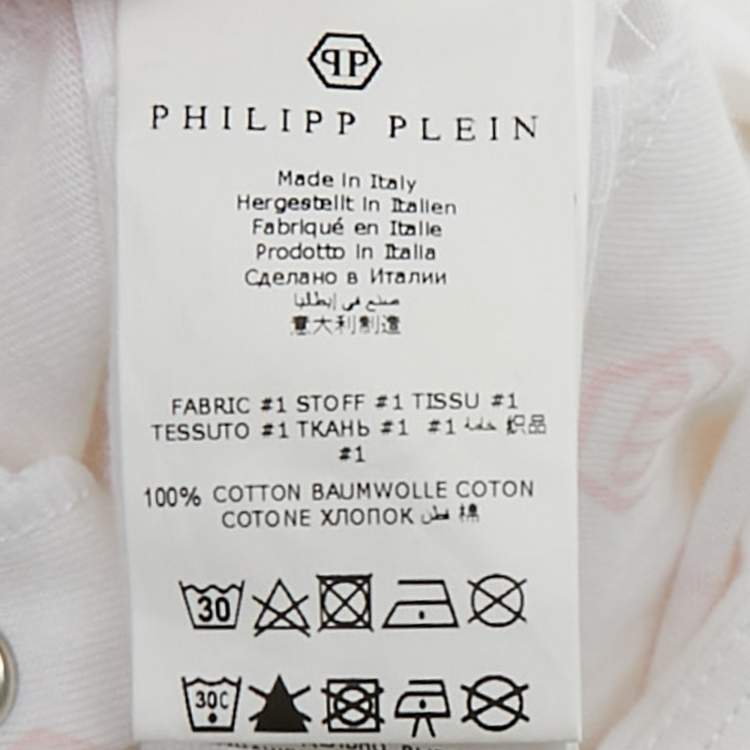 PP
PHILIPP PLEIN
Made in Italy
Hergestellt in Italien
Fabriqué en Italie
Prodotto in Italia
Сделано в Италии
صنع في إيطاليا
意大利制造
FABRIC #1 STOFF #1 TISSU #1
TESSUTO #1 ТКАНЬ #1 #1 خامة 织品
#1
100% COTTON BAUMWOLLE COTON
COTONE ХЛОПОК قطن 棉
30
30C